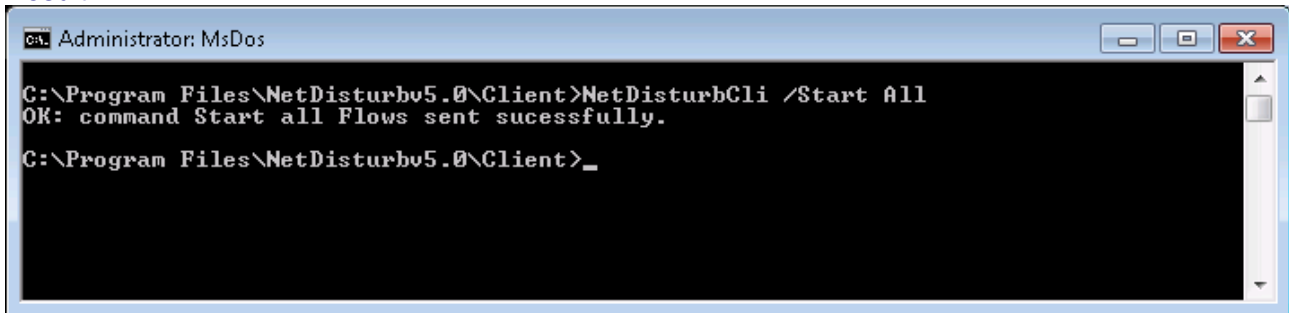 Administrator: MsDos
C:\Program Files\NetDisturbv5.0\Client>NetDisturbCli /Start All
OK: command Start all Flows sent sucessfully.
C:\Program Files\NetDisturbv5.0\Client>_